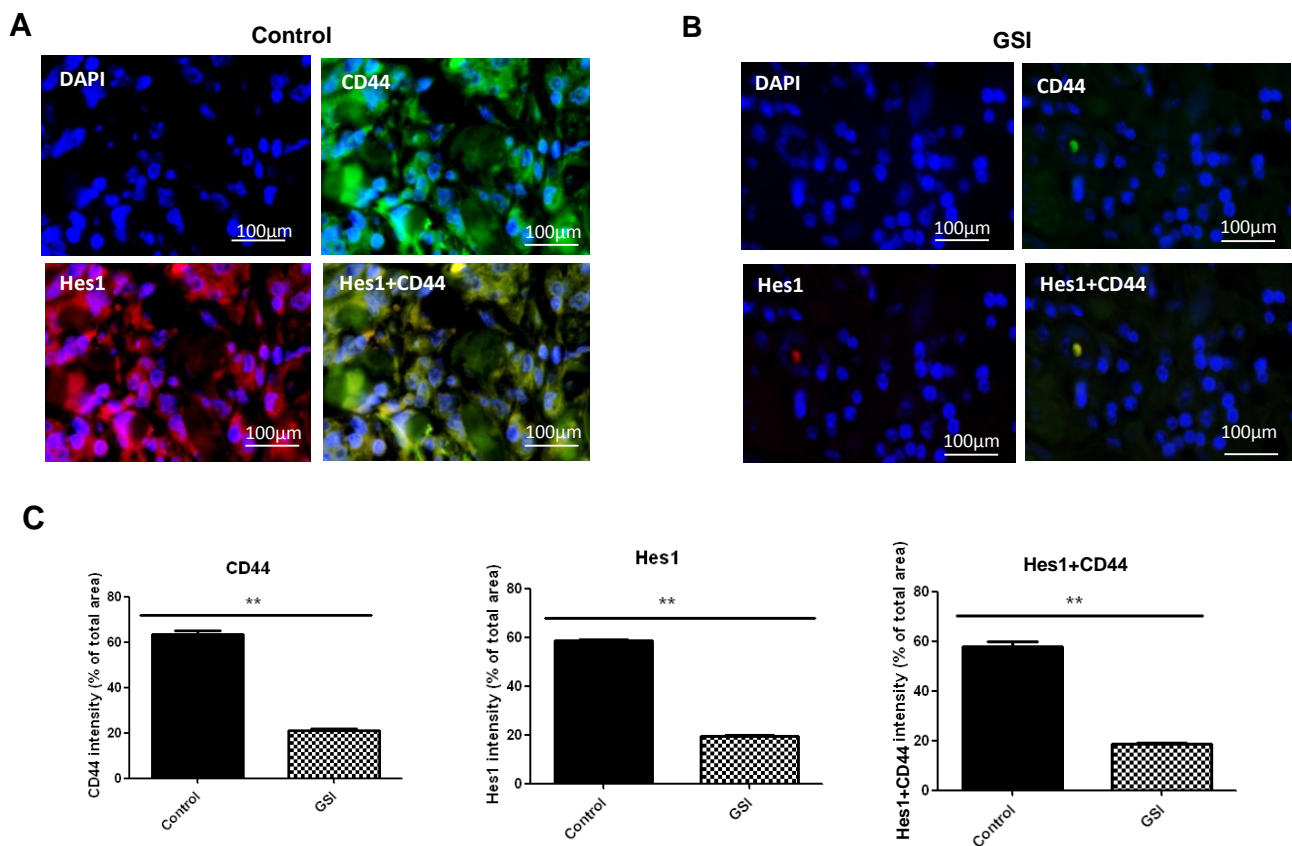 A
Control
DAPI
CD44
100µm
100µm
Hes1
Hes1+CD44
100µm
100µm
B
GSI
DAPI
CD44
100µm
100µm
Hes1
Hes1+CD44
100µm
100µm
C
CD44
CD44 intensity (% of total area)
80
60
40
20
0
**
Control
GSI
Hes1
Hes1 intensity (% of total area)
80
60
40
20
0
**
Control
GSI
Hes1+CD44
Hes1+CD44 intensity (% of total area)
80
60
40
20
0
**
Control
GSI